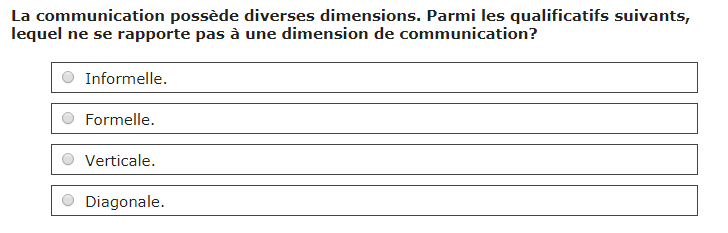 La communication possède diverses dimensions. Parmi les qualificatifs suivants,
lequel ne se rapporte pas à une dimension de communication?
Informelle.
Formelle.
Verticale.
Diagonale.